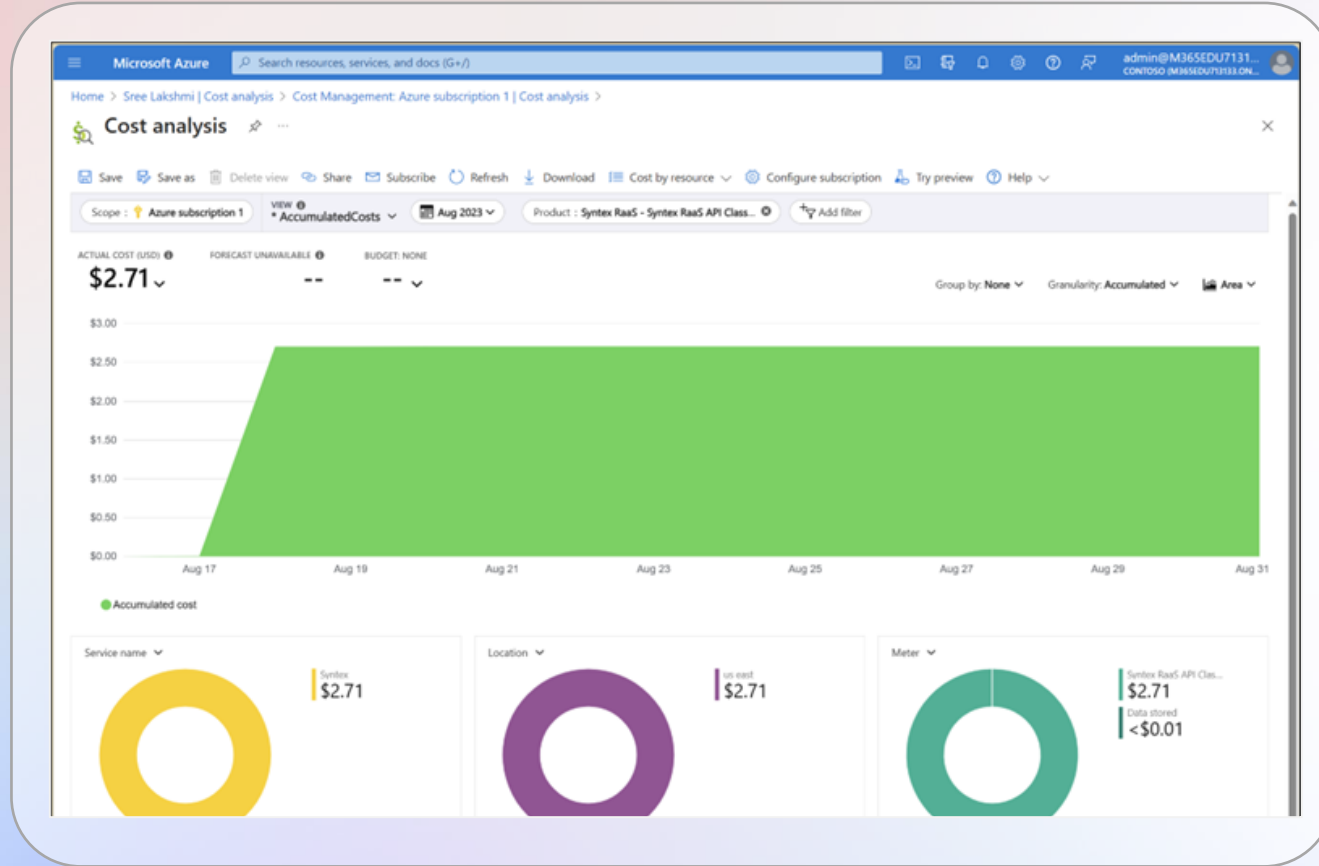 Microsoft Azure Search resources, services, and docs (G+/) admin@M365EDU7131...
CONTOSO (M365EDU713133.ON...
Home > Sree Lakshmi | Cost analysis > Cost Management: Azure subscription 1 | Cost analysis >
Cost analysis ...
Save Save as Delete view Share Subscribe Refresh Download Cost by resource Configure subscription Try preview Help
Scope : Azure subscription 1 VIEW * AccumulatedCosts Aug 2023 Product : Syntex RaaS - Syntex RaaS API Class... Add filter
ACTUAL COST (USD) FORECAST UNAVAILABLE BUDGET: NONE
$2.71 -- --
Group by: None Granularity: Accumulated Area
$3.00
$2.50
$2.00
$1.50
$1.00
$0.50
$0.00
Aug 17 Aug 19 Aug 21 Aug 23 Aug 25 Aug 27 Aug 29 Aug 31
Accumulated cost
Service name
Syntex
$2.71
Location
us east
$2.71
Meter
Syntex RaaS API Clas...
$2.71
Data stored
<$0.01